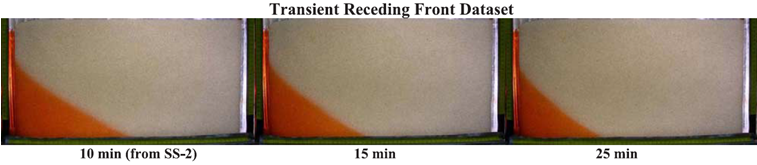 Transient Receding Front Dataset
10 min (from SS-2)
15 min
25 min